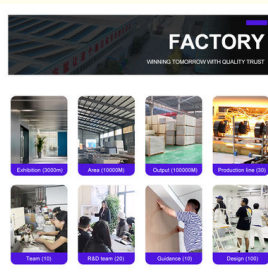 FACTORY
WINNING TOMORROW WITH QUALITY TRUST
Exhibition (3000m)
Area (10000M)
Output (100000M)
Production line (30)
Team (10)
R&D team (20)
Guidance (10)
Design (100)